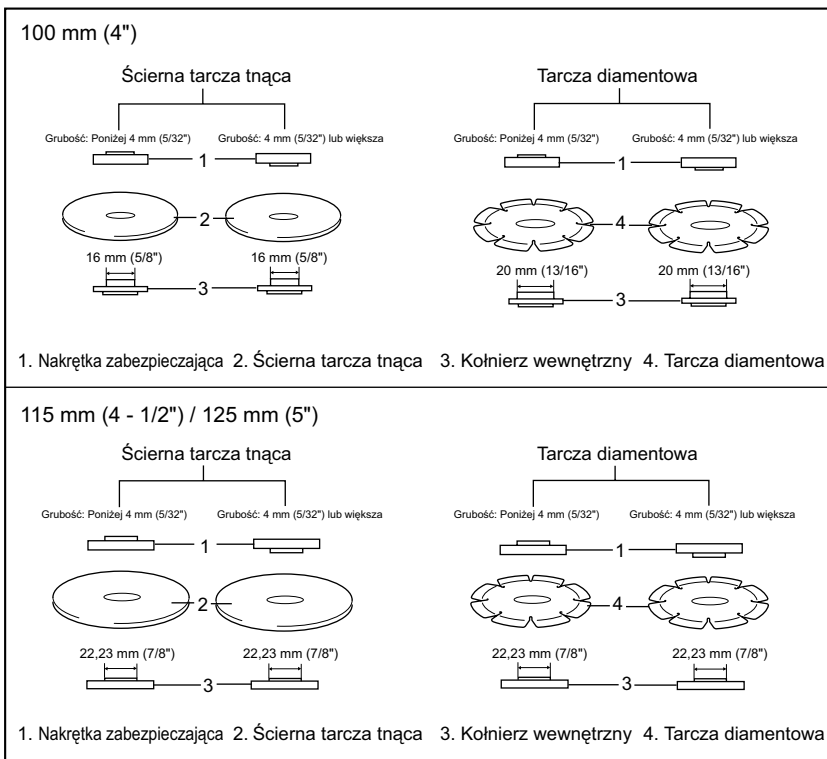 100 mm (4")
Ścierna tarcza tnąca
Tarcza diamentowa
Grubość: Poniżej 4 mm (5/32")
Grubość: 4 mm (5/32") lub większa
Grubość: Poniżej 4 mm (5/32")
Grubość: 4 mm (5/32") lub większa
1
1
2
4
16 mm (5/8")
16 mm (5/8")
20 mm (13/16")
20 mm (13/16")
3
3
1. Nakrętka zabezpieczająca 2. Ścierna tarcza tnąca 3. Kołnierz wewnętrzny 4. Tarcza diamentowa
115 mm (4 - 1/2") / 125 mm (5")
Ścierna tarcza tnąca
Tarcza diamentowa
Grubość: Poniżej 4 mm (5/32")
Grubość: 4 mm (5/32") lub większa
Grubość: Poniżej 4 mm (5/32")
Grubość: 4 mm (5/32") lub większa
1
1
2
4
22,23 mm (7/8")
22,23 mm (7/8")
22,23 mm (7/8")
22,23 mm (7/8")
3
3
1. Nakrętka zabezpieczająca 2. Ścierna tarcza tnąca 3. Kołnierz wewnętrzny 4. Tarcza diamentowa